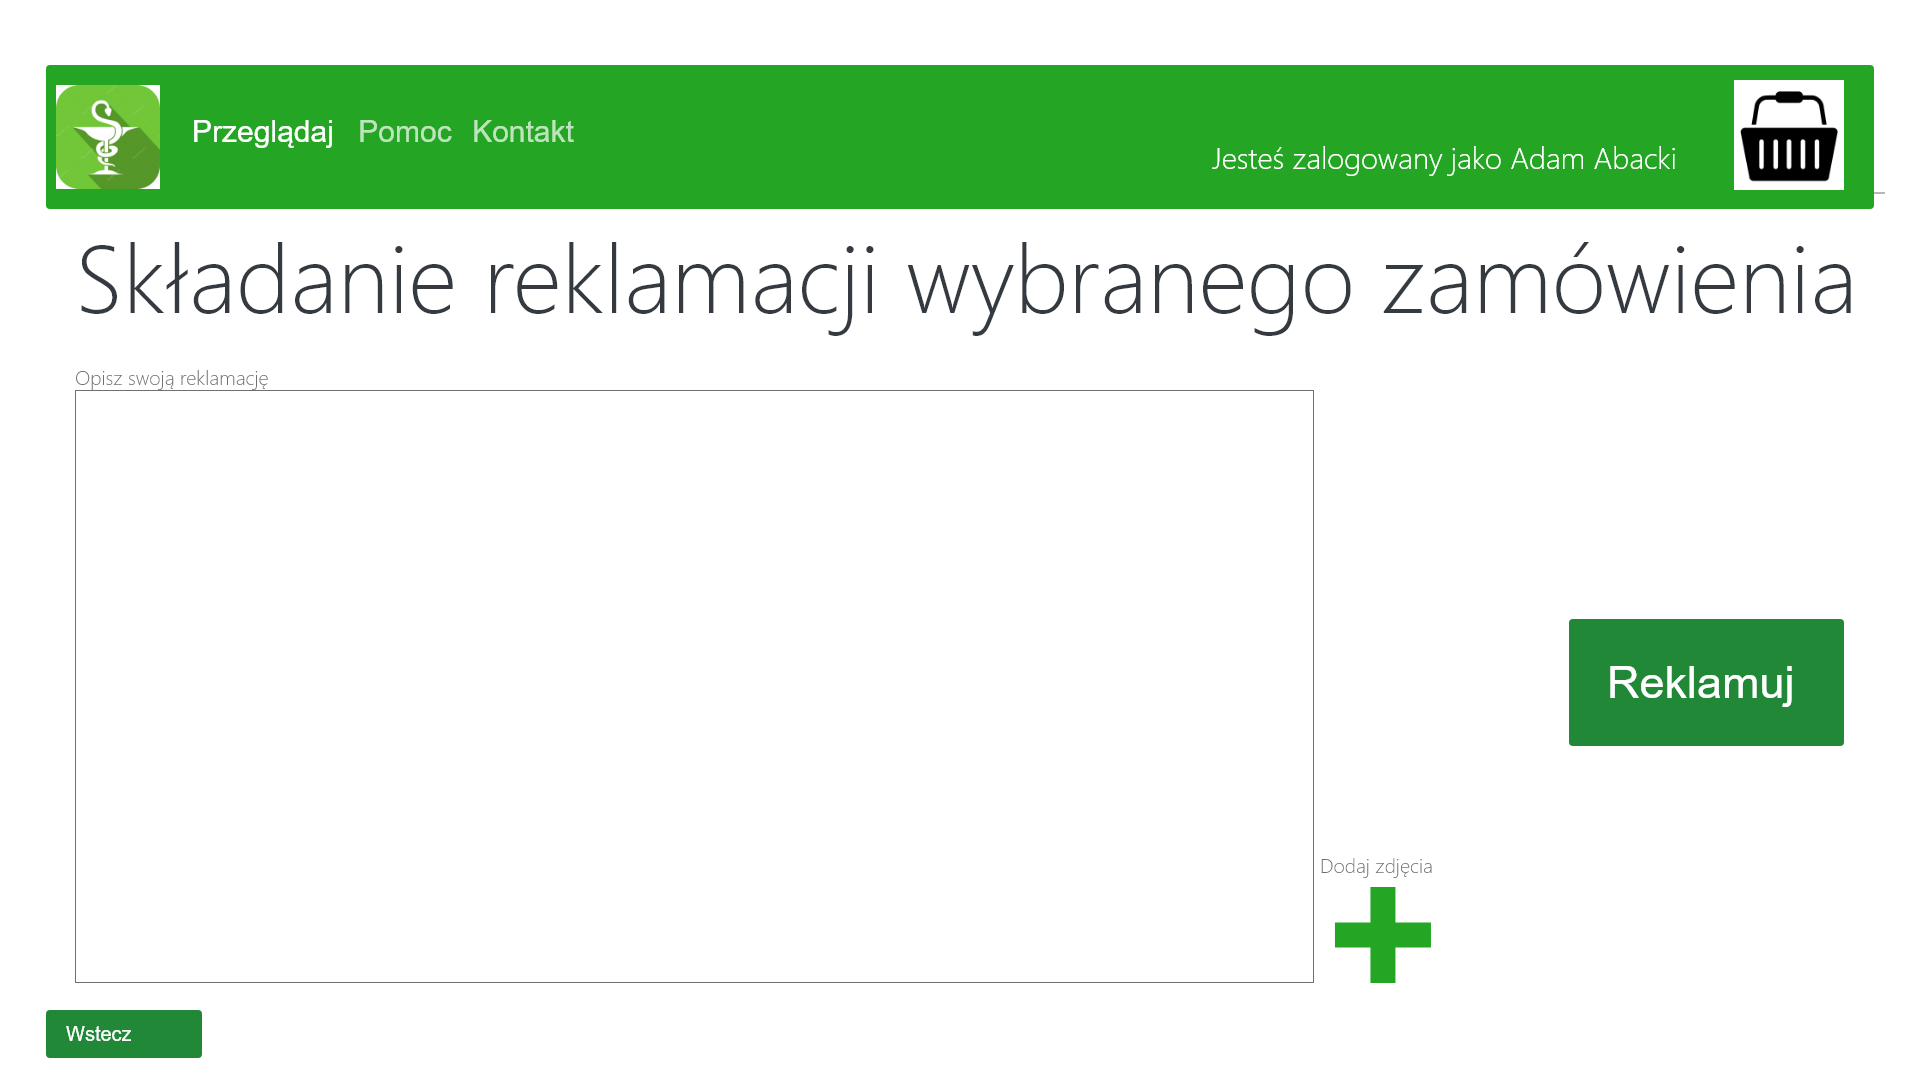 Przeglądaj Pomoc Kontakt
Jesteś zalogowany jako Adam Abacki
Składanie reklamacji wybranego zamówienia
Opisz swoją reklamację
Reklamuj
Dodaj zdjęcia
Wstecz